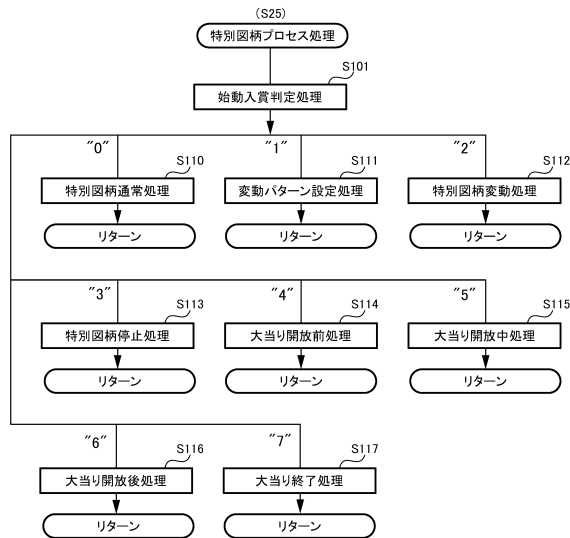 (S25)
特別図柄プロセス処理
S101
始動入賞判定処理
"0"
"1"
"2"
S110
S111
S112
特別図柄通常処理
変動パターン設定処理
特別図柄変動処理
リターン
リターン
リターン
"3"
"4"
"5"
S113
S114
S115
特別図柄停止処理
大当り開放前処理
大当り開放中処理
リターン
リターン
リターン
"6"
"7"
S116
S117
大当り開放後処理
大当り終了処理
リターン
リターン